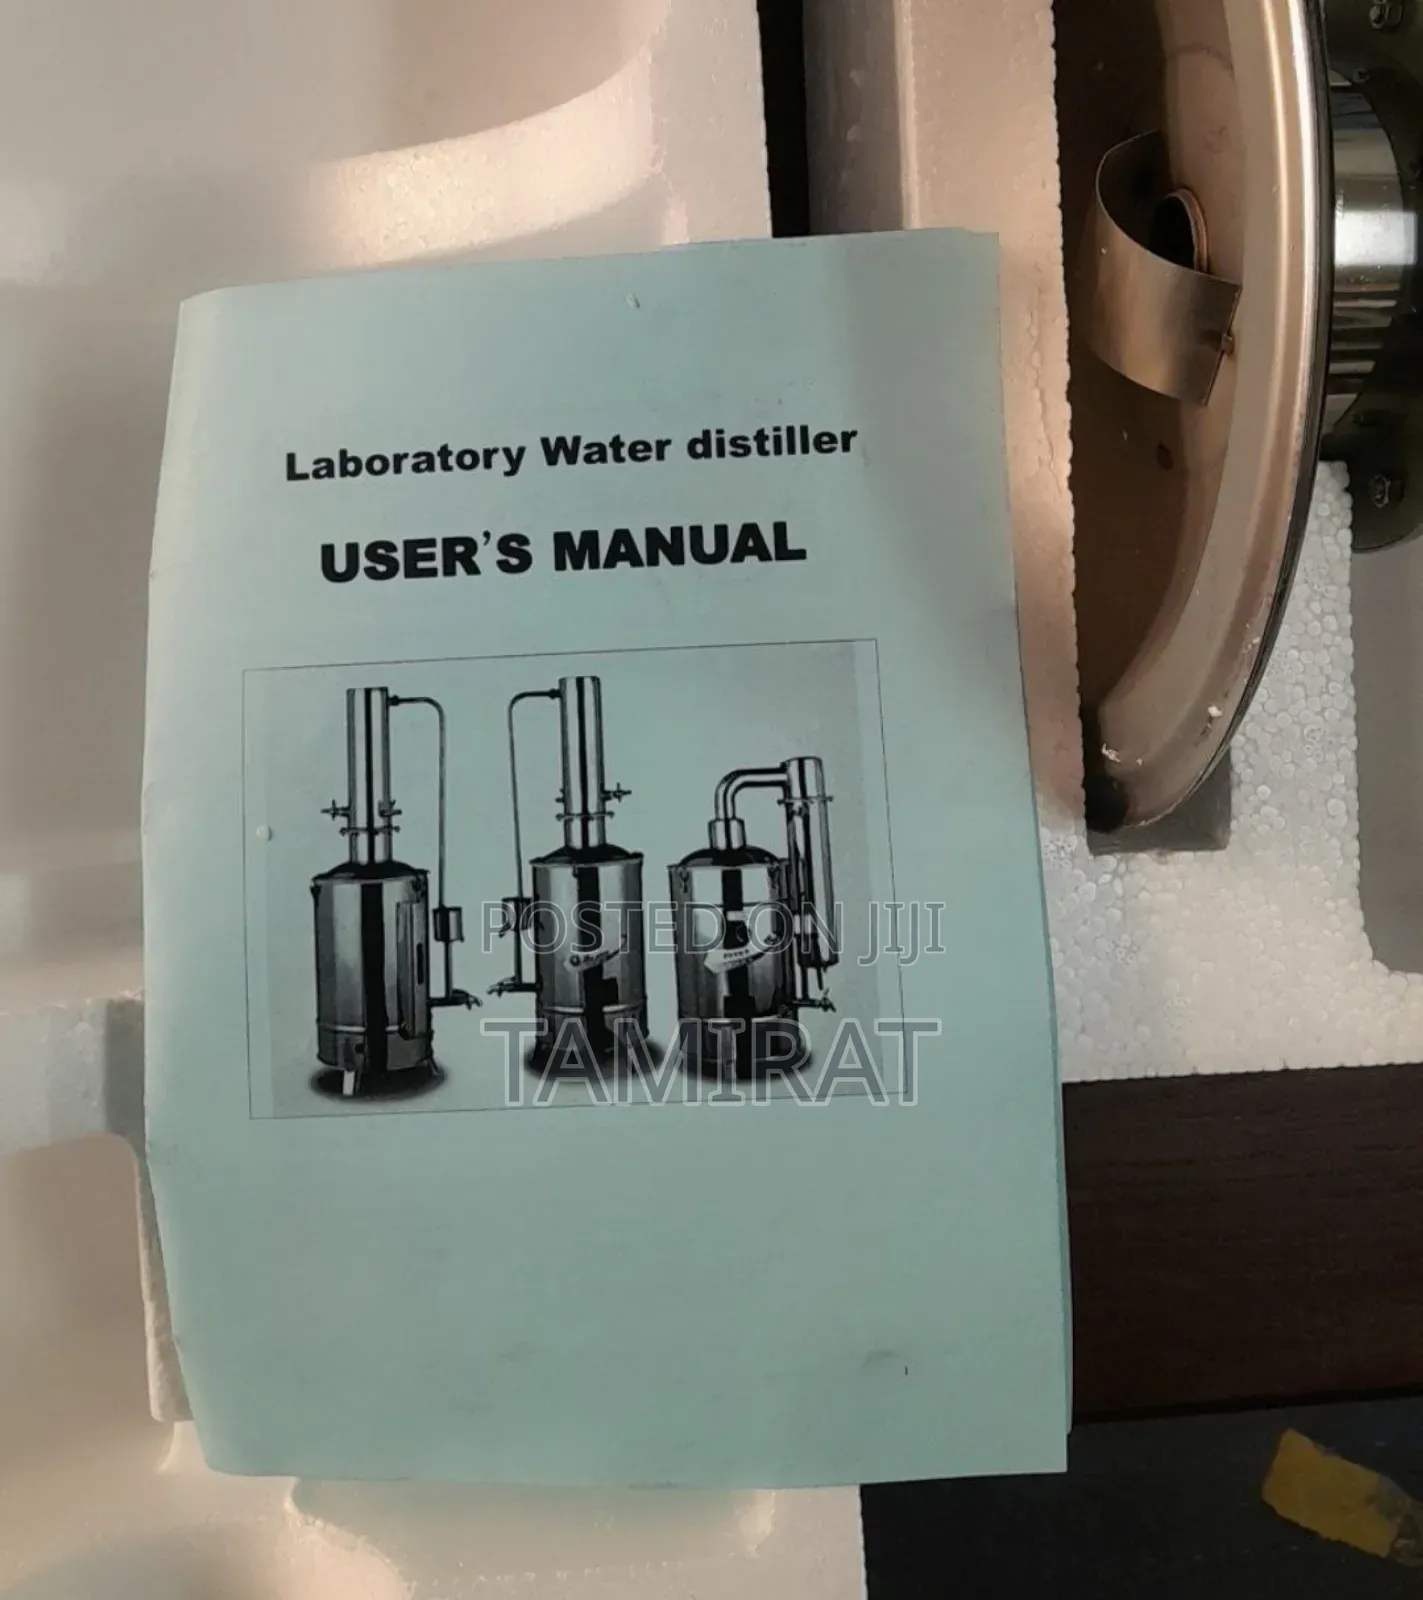 Laboratory Water distiller
USER'S MANUAL
POSTED ON JIJI
TAMIRAT